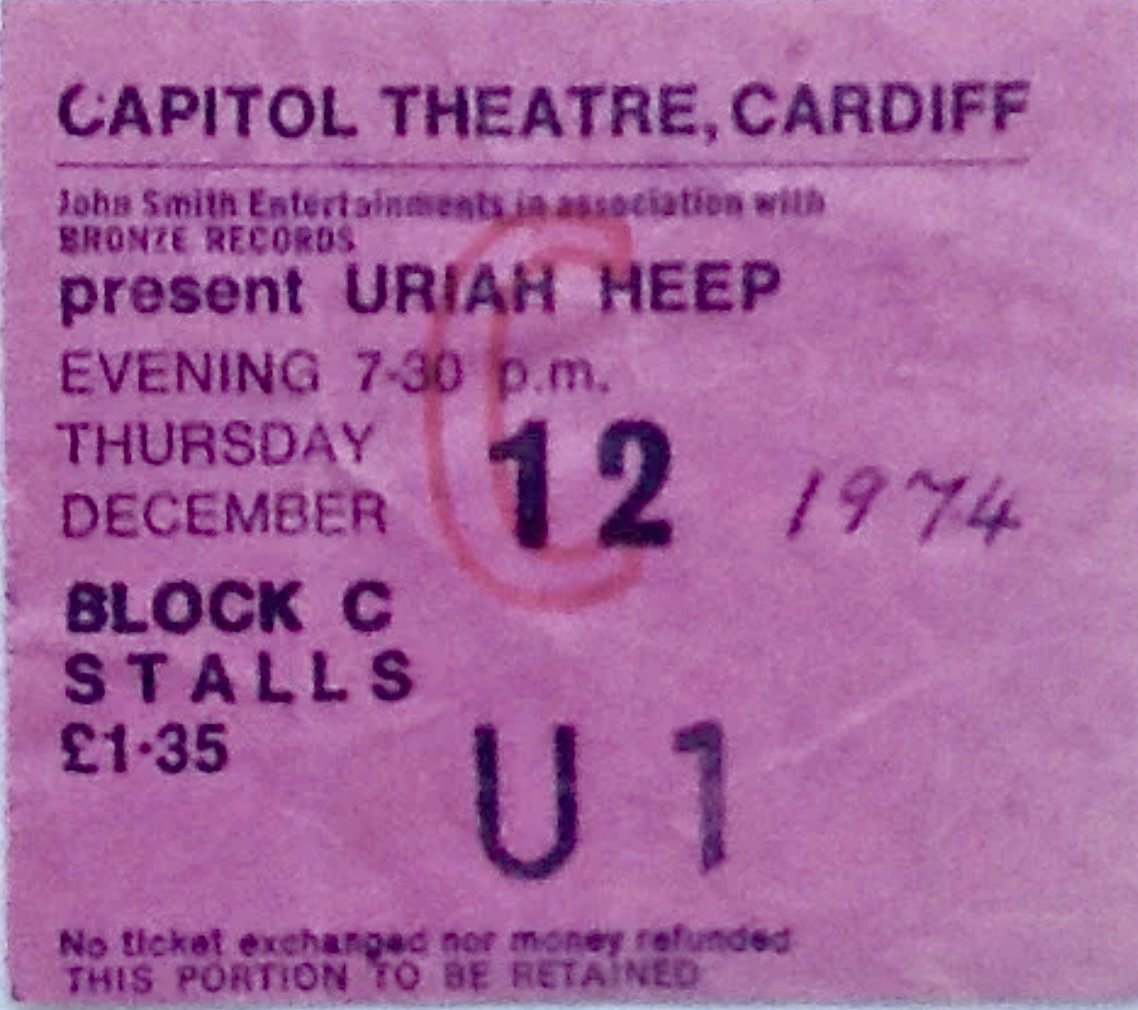 CAPITOL THEATRE, CARDIFF
John Smith Entertainments in association with
BRONZE RECORDS
present URIAH HEEP
EVENING 7-30 p.m.
THURSDAY
DECEMBER 12 1974
C
BLOCK C
STALLS
£1·35
U 1
No ticket exchanged nor money refunded
THIS PORTION TO BE RETAINED